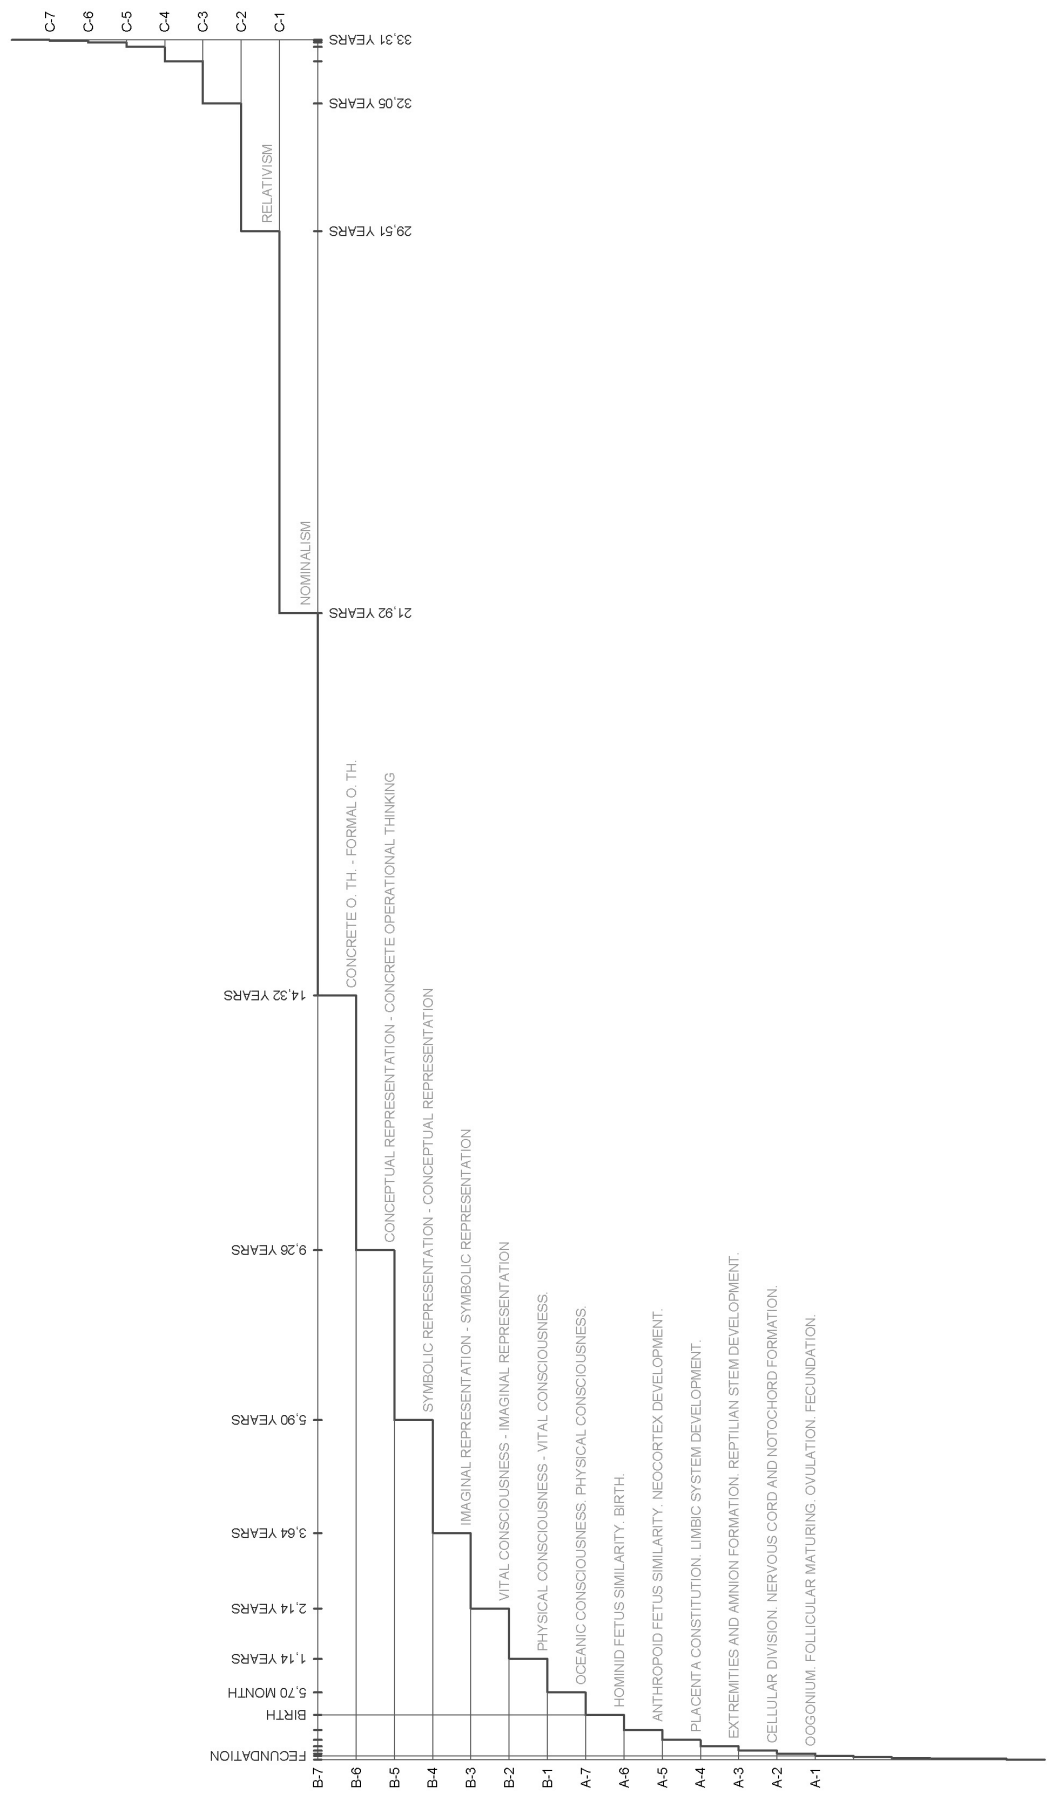 C-7
C-6
C-5
C-4
C-3
C-2
C-1
33,31 YEARS
32,05 YEARS
RELATIVISM
29,51 YEARS
NOMINALISM
21,92 YEARS
CONCRETE O. TH. - FORMAL O. TH.
14,32 YEARS
CONCEPTUAL REPRESENTATION - CONCRETE OPERATIONAL THINKING
9,26 YEARS
SYMBOLIC REPRESENTATION - CONCEPTUAL REPRESENTATION
5,90 YEARS
IMAGINAL REPRESENTATION - SYMBOLIC REPRESENTATION
3,64 YEARS
VITAL CONSCIOUSNESS - IMAGINAL REPRESENTATION
2,14 YEARS
PHYSICAL CONSCIOUSNESS - VITAL CONSCIOUSNESS.
1,14 YEARS
OCEANIC CONSCIOUSNESS. PHYSICAL CONSCIOUSNESS.
5,70 MONTH
HOMINID FETUS SIMILARITY. BIRTH.
BIRTH
ANTHROPOID FETUS SIMILARITY. NEOCORTEX DEVELOPMENT.
PLACENTA CONSTITUTION. LIMBIC SYSTEM DEVELOPMENT.
EXTREMITIES AND AMNION FORMATION. REPTILIAN STEM DEVELOPMENT.
CELLULAR DIVISION. NERVOUS CORD AND NOTOCHORD FORMATION.
OOGONIUM. FOLLICULAR MATURING. OVULATION. FECUNDATION.
FECUNDATION
B-7
B-6
B-5
B-4
B-3
B-2
B-1
A-7
A-6
A-5
A-4
A-3
A-2
A-1